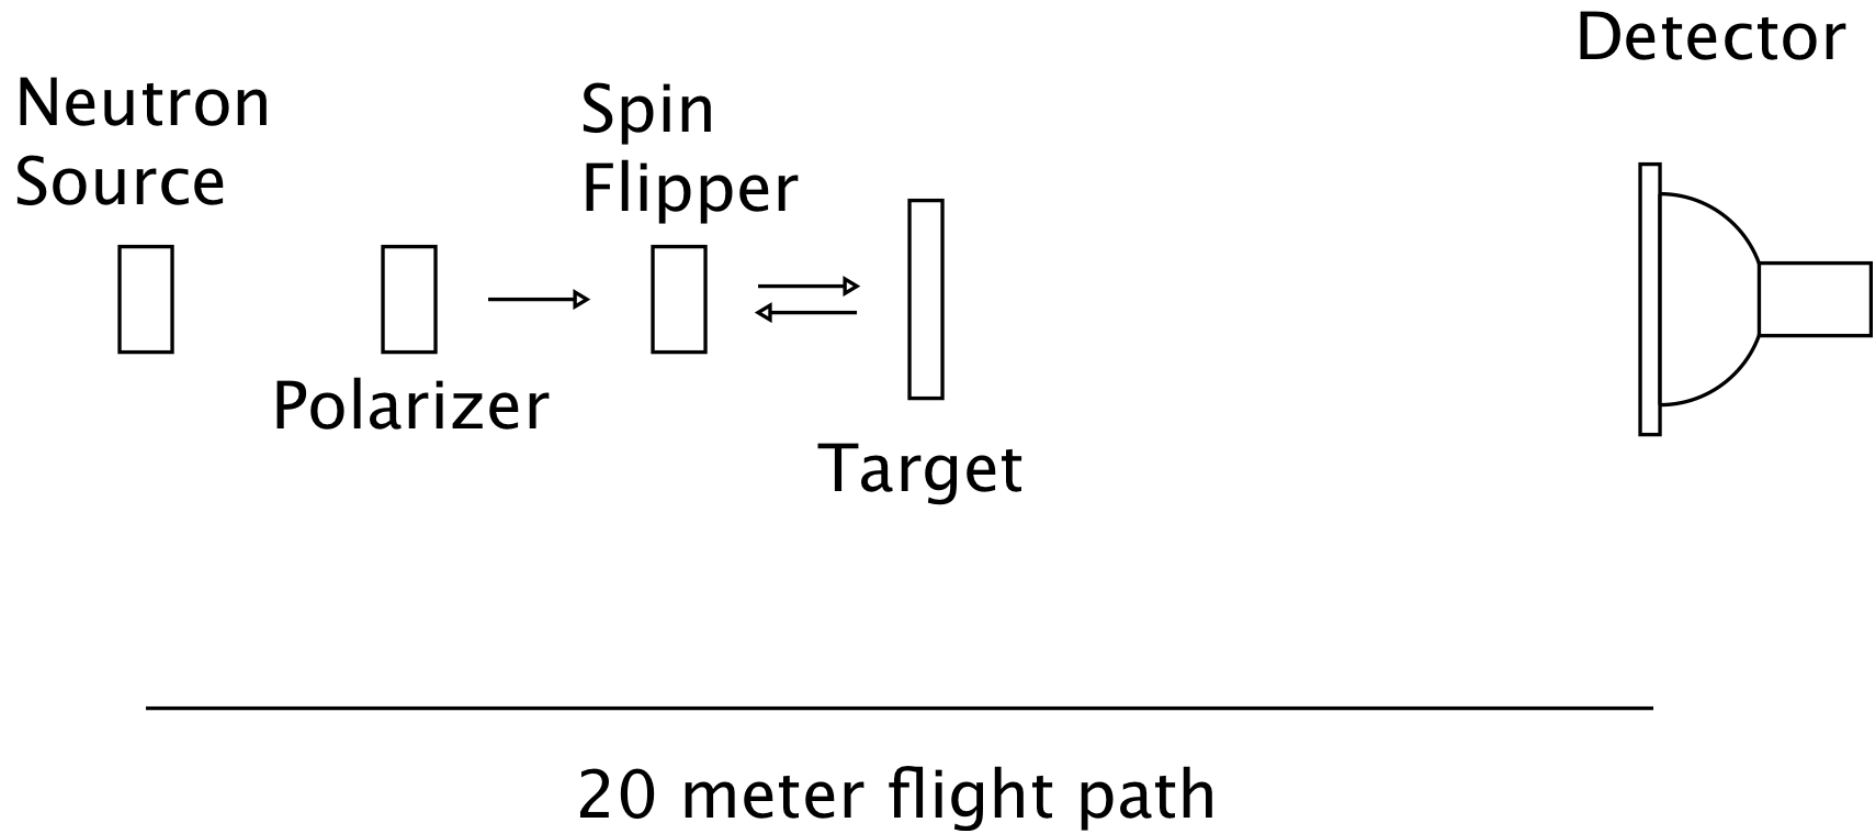 Neutron
Source
Polarizer
Spin
Flipper
Target
Detector
20 meter flight path